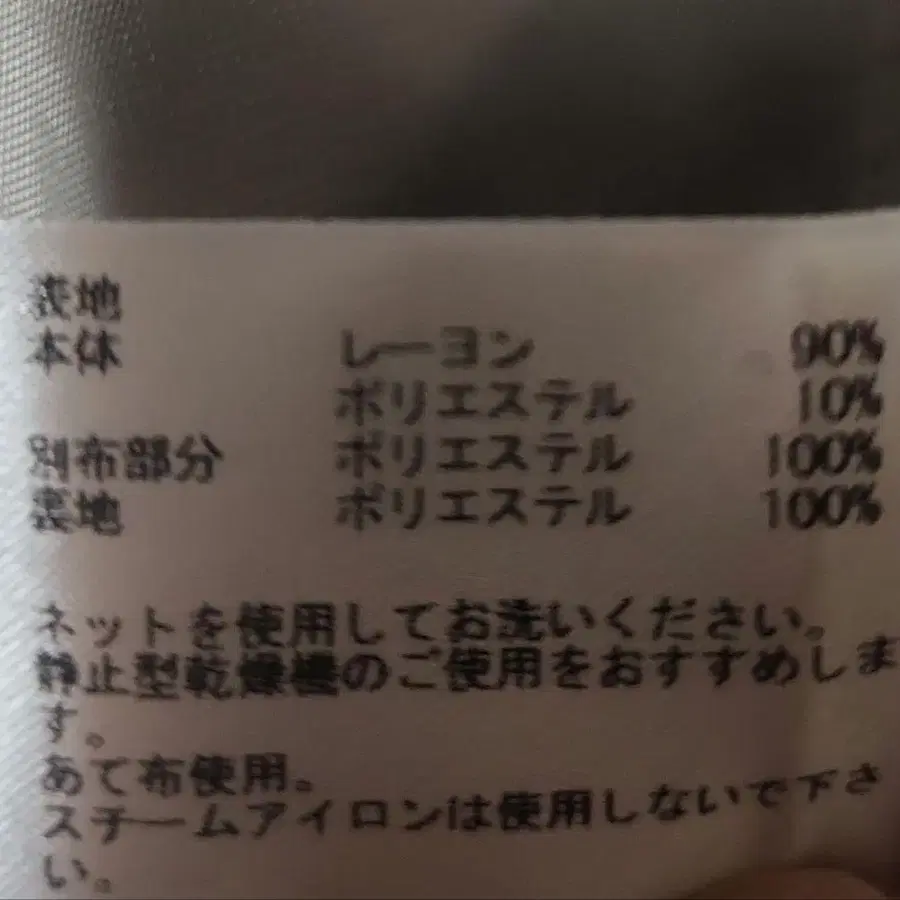 表地
本体 レーヨン 90%
ポリエステル 10%
別布部分 ポリエステル 100%
裏地 ポリエステル 100%
ネットを使用してお洗いください。
静止型乾燥機のご使用をおすすめしま
す。
あて布使用。
スチームアイロンは使用しないで下さ
い。